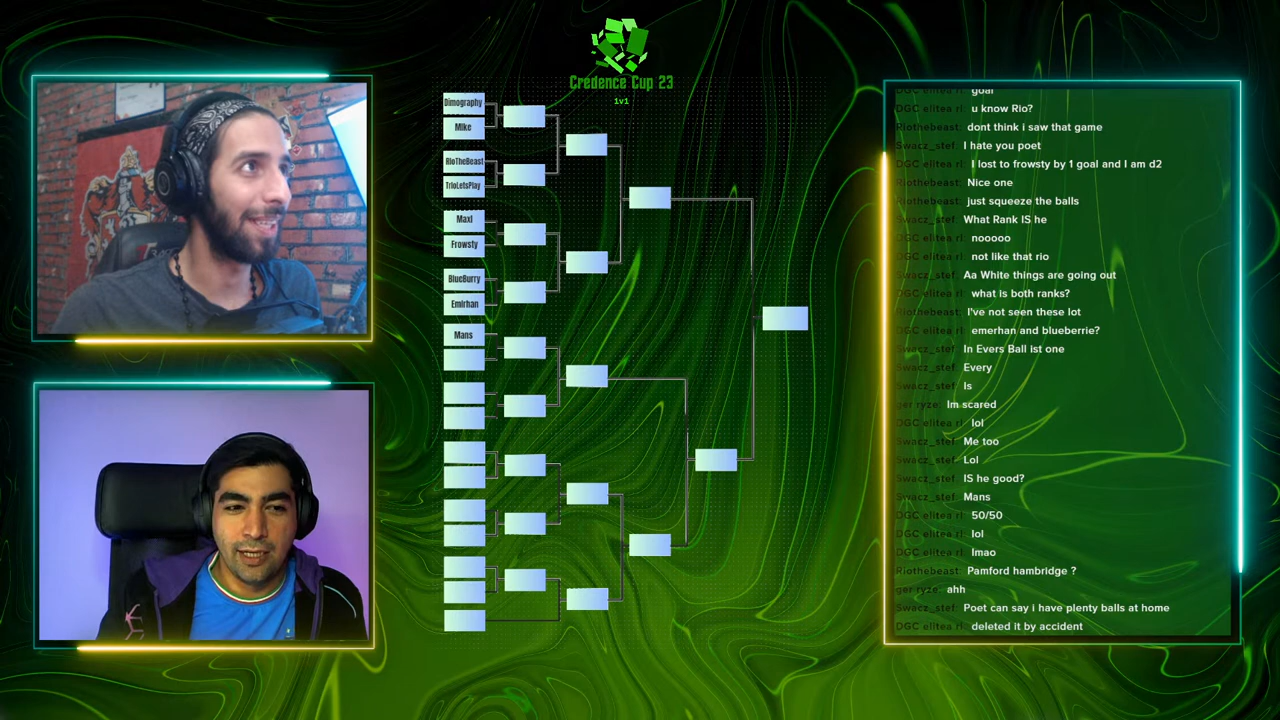 Credence Cup 23
1v1
Dimography
Mike
RioTheBeast
TrioLetsPlay
Maxi
Frowsty
BlueBurry
Emirhan
Mans
goal
DGC elitea rl: u know Rio?
Riothebeast: dont think i saw that game
Swacz_stef: I hate you poet
DGC elitea rl: I lost to frowsty by 1 goal and I am d2
Riothebeast: Nice one
Riothebeast: just squeeze the balls
Swacz_stef: What Rank IS he
DGC elitea rl: nooooo
DGC elitea rl: not like that rio
Swacz_stef: Aa White things are going out
DGC elitea rl: what is both ranks?
Riothebeast: I've not seen these lot
DGC elitea rl: emerhan and blueberrie?
Swacz_stef: In Evers Ball ist one
Swacz_stef: Every
Swacz_stef: Is
ger ryze: Im scared
DGC elitea rl: lol
Swacz_stef: Me too
Swacz_stef: Lol
Swacz_stef: IS he good?
Swacz_stef: Mans
DGC elitea rl: 50/50
DGC elitea rl: lol
DGC elitea rl: lmao
Riothebeast: Pamford hambridge ?
ger ryze: ahh
Swacz_stef: Poet can say i have plenty balls at home
DGC elitea rl: deleted it by accident